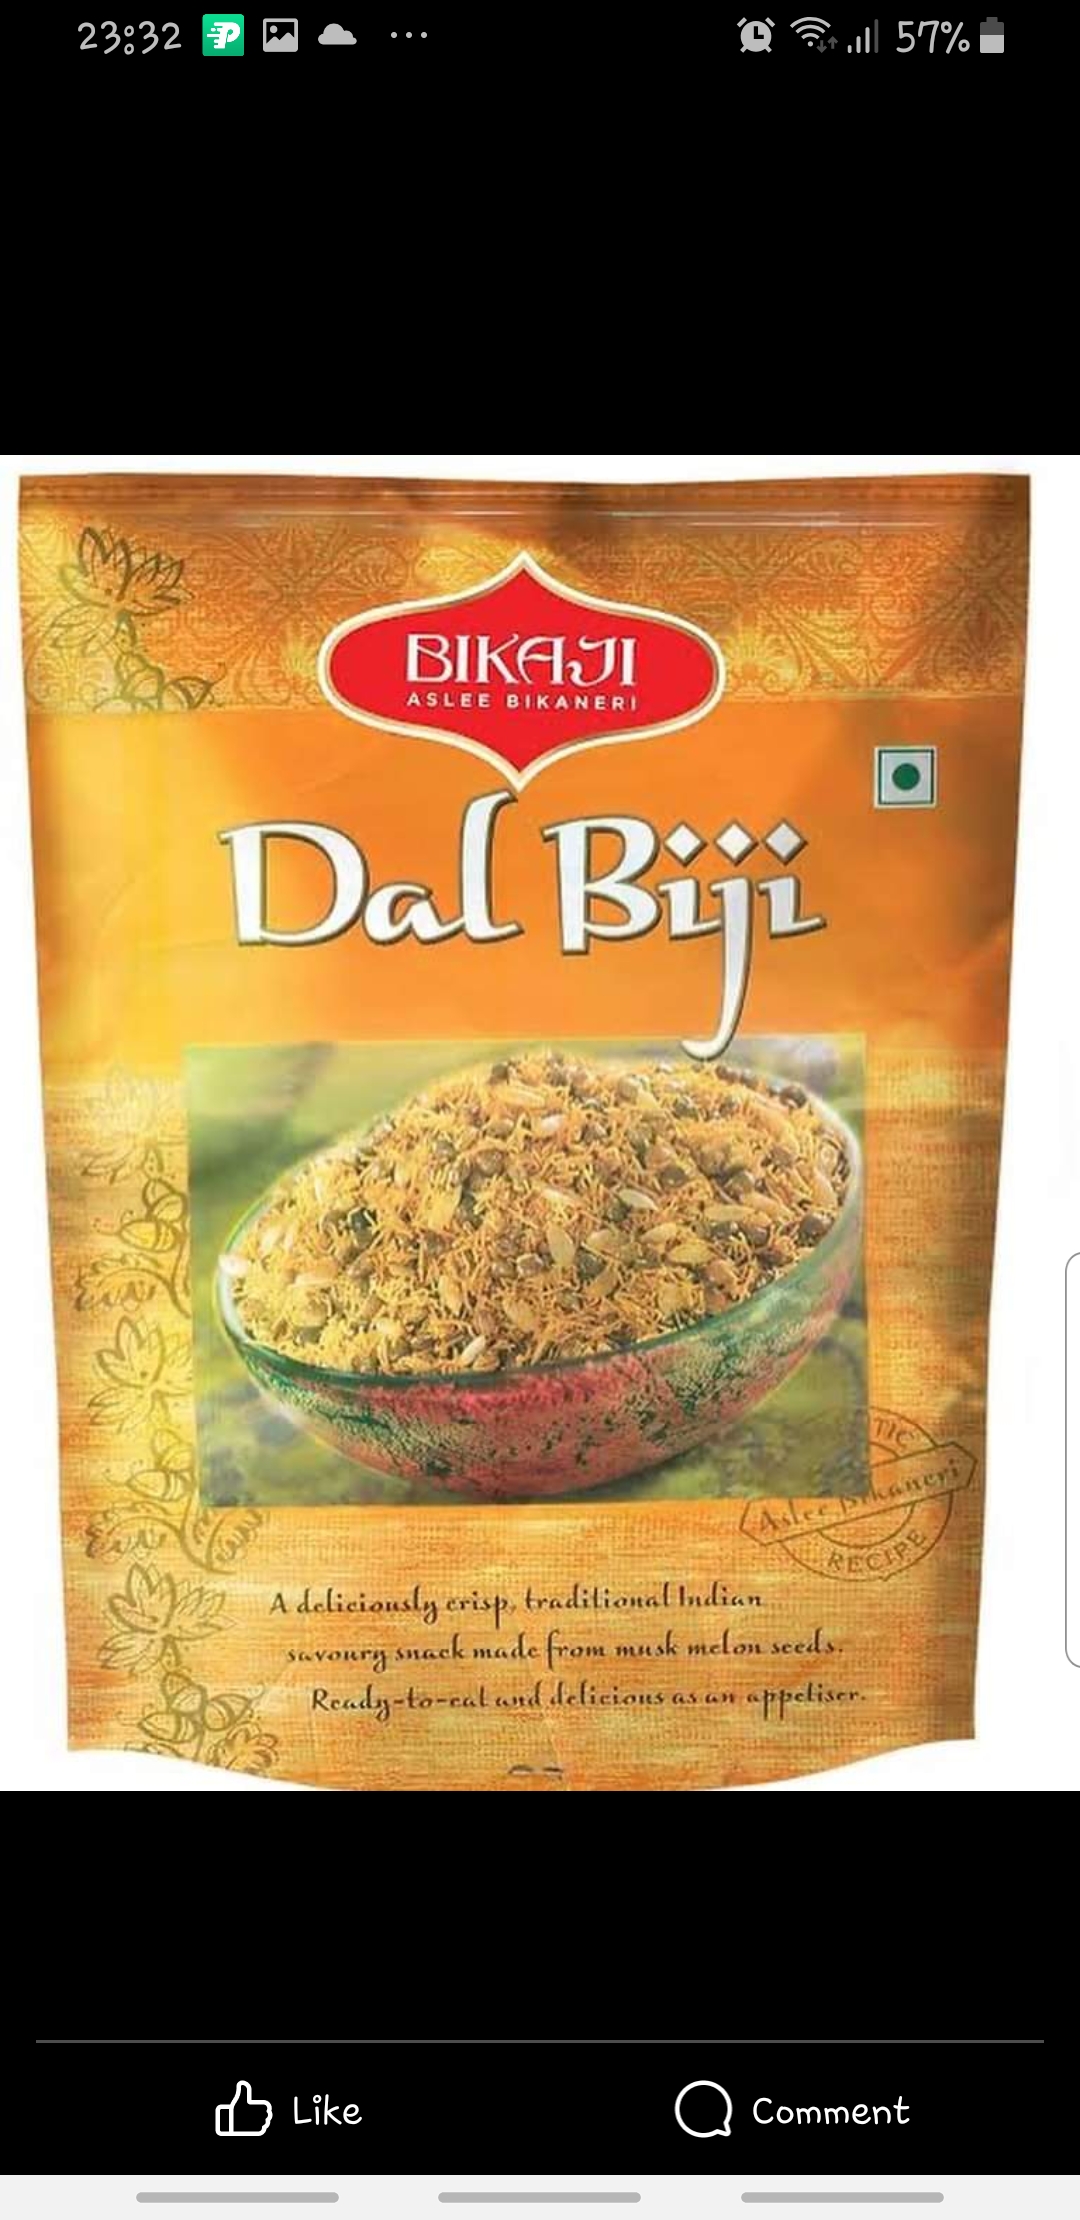 23:32
57%
BIKAJI
ASLEE BIKANERI
Dal Biji
TIC
Aslee Bikaneri
RECIPE
A deliciously crisp, traditional Indian
savoury snack made from musk melon seeds.
Ready-to-eat and delicious as an appetiser.
Like
Comment